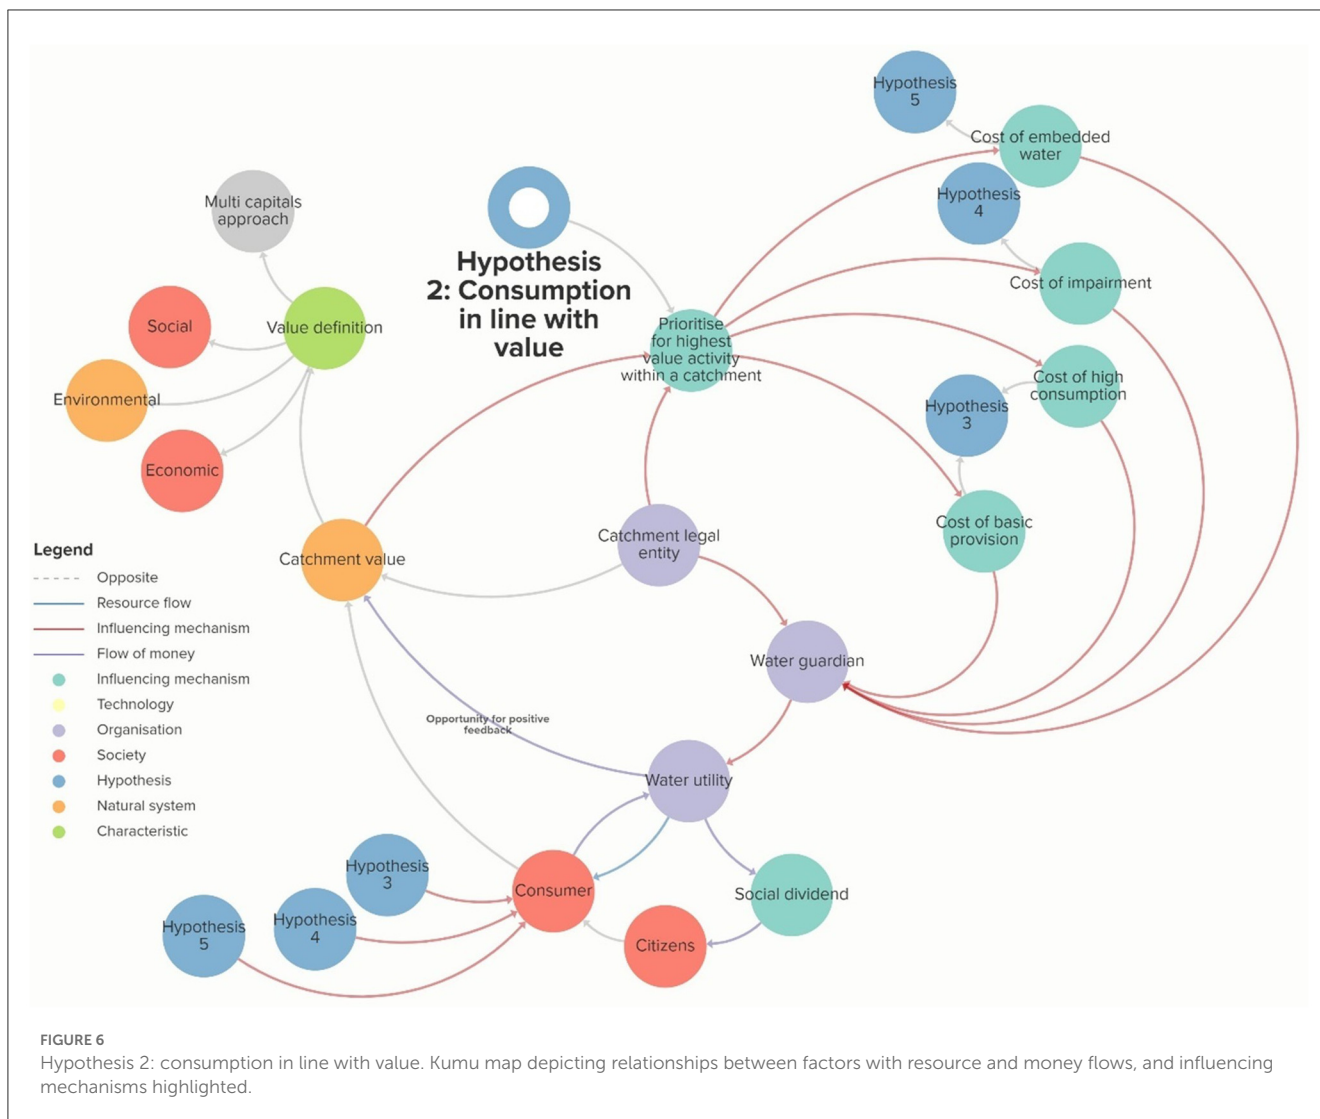 Hypothesis
5
Cost of embedded
water
Hypothesis
4
Multi capitals
approach
Hypothesis
2: Consumption
in line with
value
Cost of impairment
Social
Value definition
Prioritise
for highest
value activity
within a catchment
Cost of high
consumption
Environmental
Hypothesis
3
Economic
Cost of basic
provision
Catchment legal
entity
Catchment value
Legend
Opposite
Resource flow
Influencing mechanism
Flow of money
Influencing mechanism
Technology
Organisation
Society
Hypothesis
Natural system
Characteristic
Water guardian
Opportunity for positive
feedback
Water utility
Hypothesis
3
Consumer
Social dividend
Hypothesis
4
Hypothesis
5
Citizens
FIGURE 6
Hypothesis 2: consumption in line with value. Kumu map depicting relationships between factors with resource and money flows, and influencing
mechanisms highlighted.